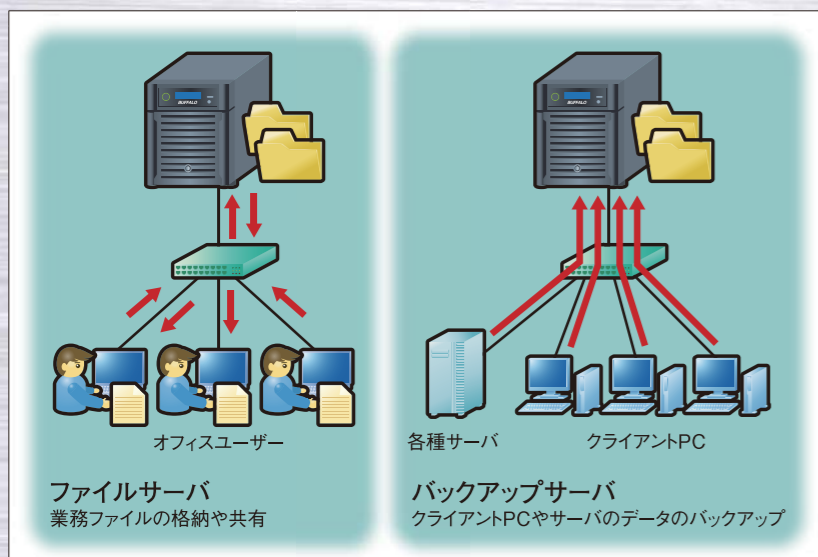 BUFFALO
オフィスユーザー
ファイルサーバ
業務ファイルの格納や共有
BUFFALO
各種サーバ
クライアントPC
バックアップサーバ
クライアントPCやサーバのデータのバックアップ